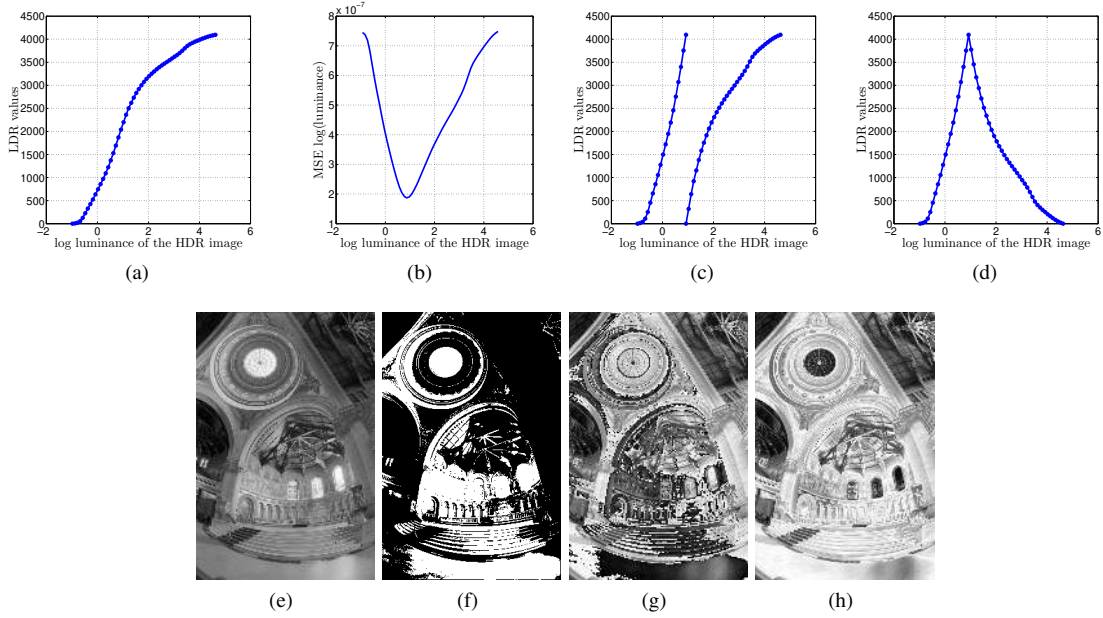 4500
4000
3500
3000
2500
2000
1500
1000
500
0
−2 0 2 4 6
LDR values
log luminance of the HDR image
(a)
8 x 10⁻⁷
7
6
5
4
3
2
1
−2 0 2 4 6
MSE log(luminance)
log luminance of the HDR image
(b)
4500
4000
3500
3000
2500
2000
1500
1000
500
0
−2 0 2 4 6
LDR values
log luminance of the HDR image
(c)
4500
4000
3500
3000
2500
2000
1500
1000
500
0
−2 0 2 4 6
LDR values
log luminance of the HDR image
(d)
(e) (f) (g) (h)